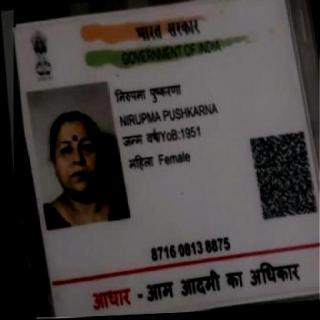 भारत सरकार
GOVERNMENT OF INDIA
निरुपमा पुष्करणा
NIRUPMA PUSHKARNA
जन्म वर्ष/YoB:1951
महिला Female
8716 0813 8875
आधार - आम आदमी का अधिकार